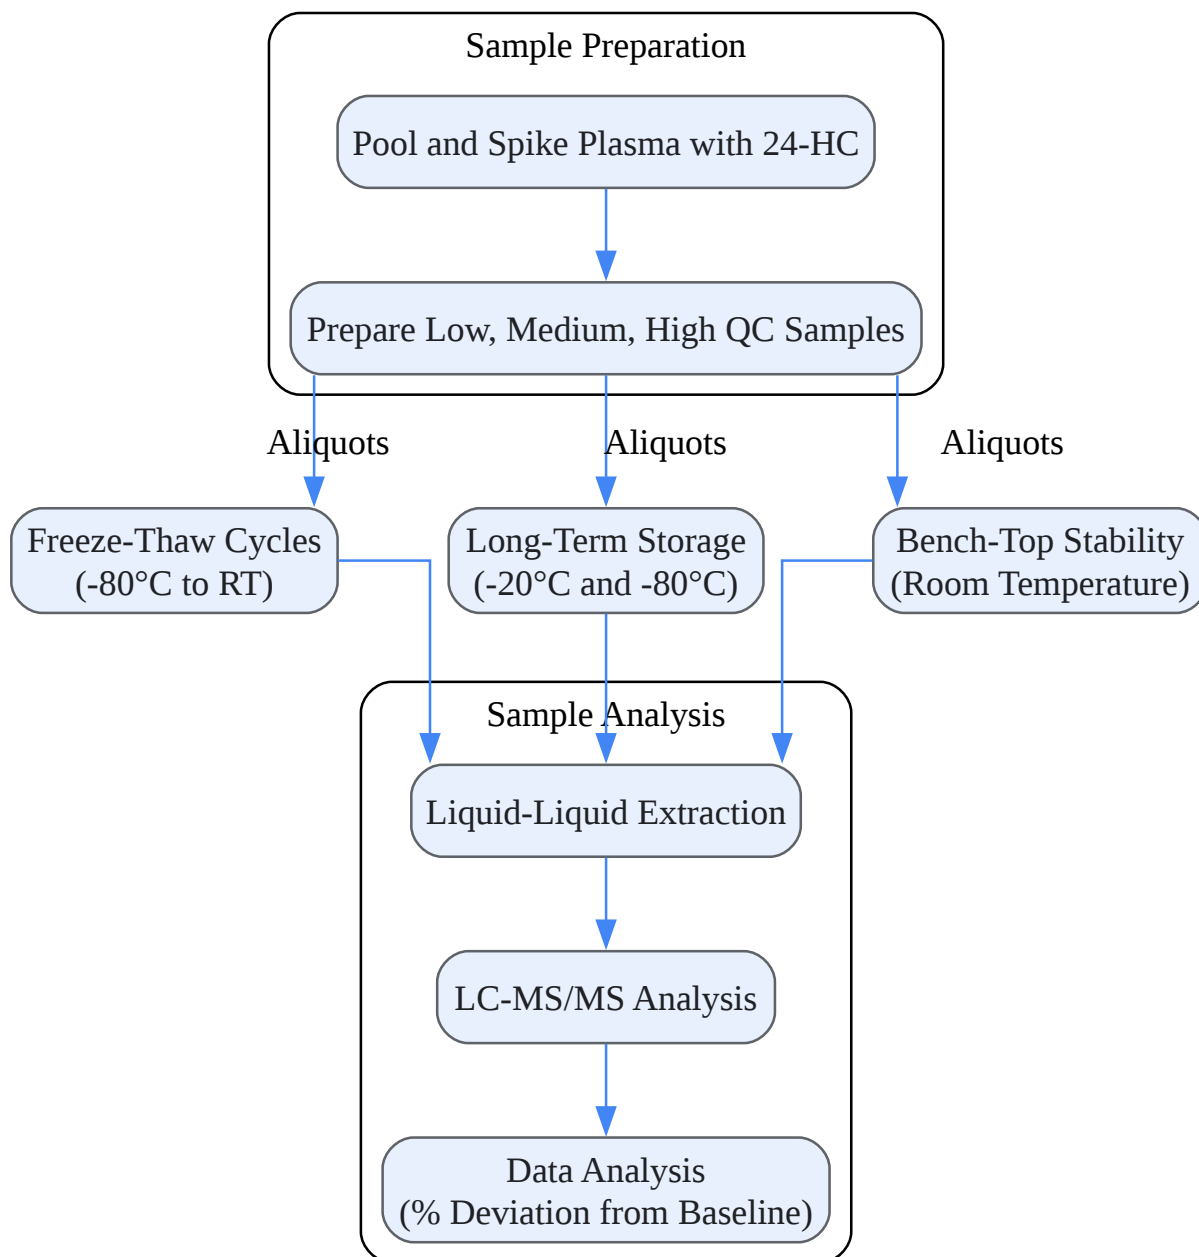 Sample Preparation
Pool and Spike Plasma with 24-HC
Prepare Low, Medium, High QC Samples
Aliquots
Aliquots
Aliquots
Freeze-Thaw Cycles
(-80°C to RT)
Long-Term Storage
(-20°C and -80°C)
Bench-Top Stability
(Room Temperature)
Sample Analysis
Liquid-Liquid Extraction
LC-MS/MS Analysis
Data Analysis
(% Deviation from Baseline)